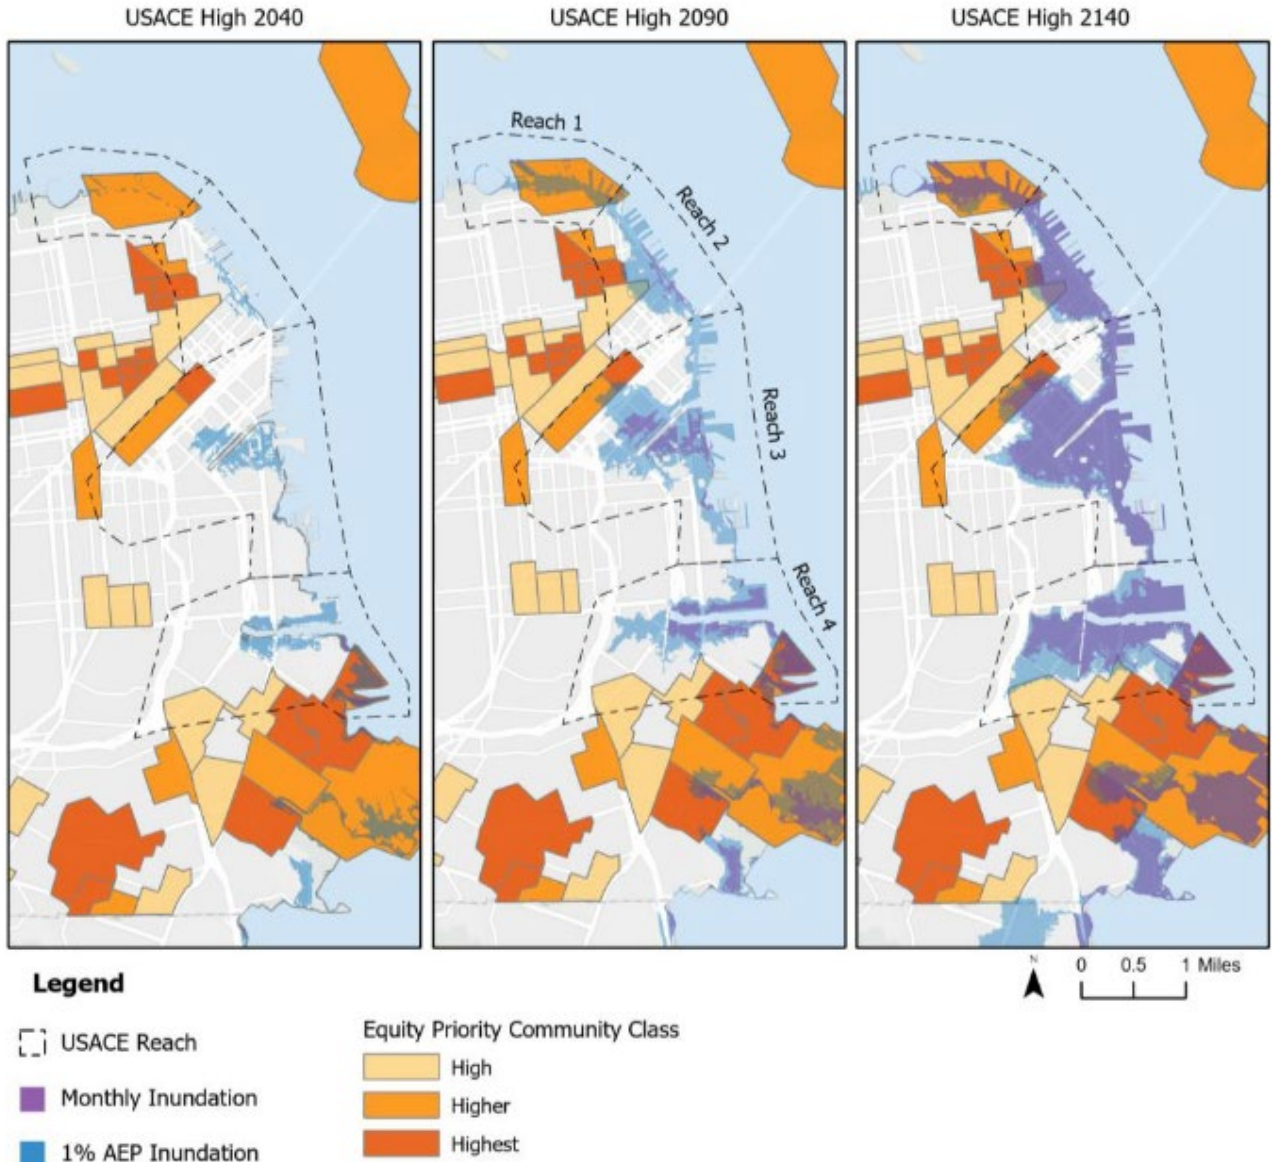 USACE High 2040
USACE High 2090
USACE High 2140
Reach 1
Reach 2
Reach 3
Reach 4
N
0 0.5 1 Miles
Legend
USACE Reach
Monthly Inundation
1% AEP Inundation
Equity Priority Community Class
High
Higher
Highest